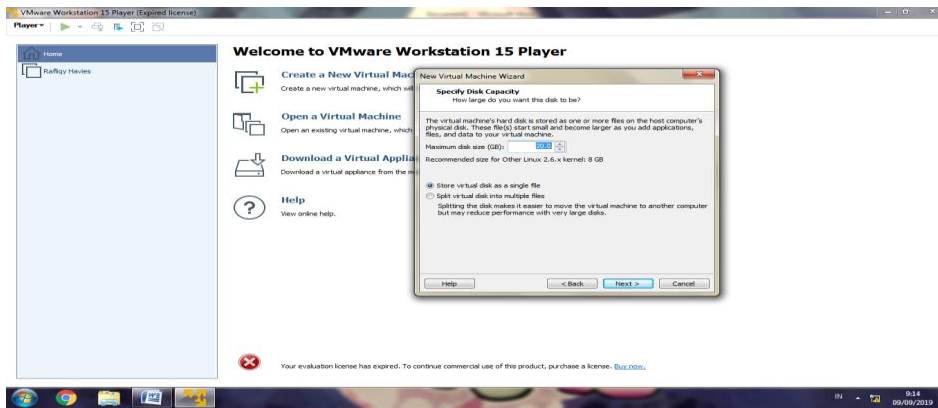 VMware Workstation 15 Player (Expired license)
Player
Home
Rafiqy Havies
Welcome to VMware Workstation 15 Player
Create a New Virtual Mac
Create a new virtual machine, which will
Open a Virtual Machine
Open an existing virtual machine, which
Download a Virtual Applia
Download a virtual appliance from the m
Help
View online help.
New Virtual Machine Wizard
Specify Disk Capacity
How large do you want this disk to be?
The virtual machine's hard disk is stored as one or more files on the host computer's
physical disk. These file(s) start small and become larger as you add applications,
files, and data to your virtual machine.
Maximum disk size (GB): 20.0
Recommended size for Other Linux 2.6.x kernel: 8 GB
Store virtual disk as a single file
Split virtual disk into multiple files
Splitting the disk makes it easier to move the virtual machine to another computer
but may reduce performance with very large disks.
Help < Back Next > Cancel
Your evaluation license has expired. To continue commercial use of this product, purchase a license. Buy now.
IN 9:14
09/09/2019